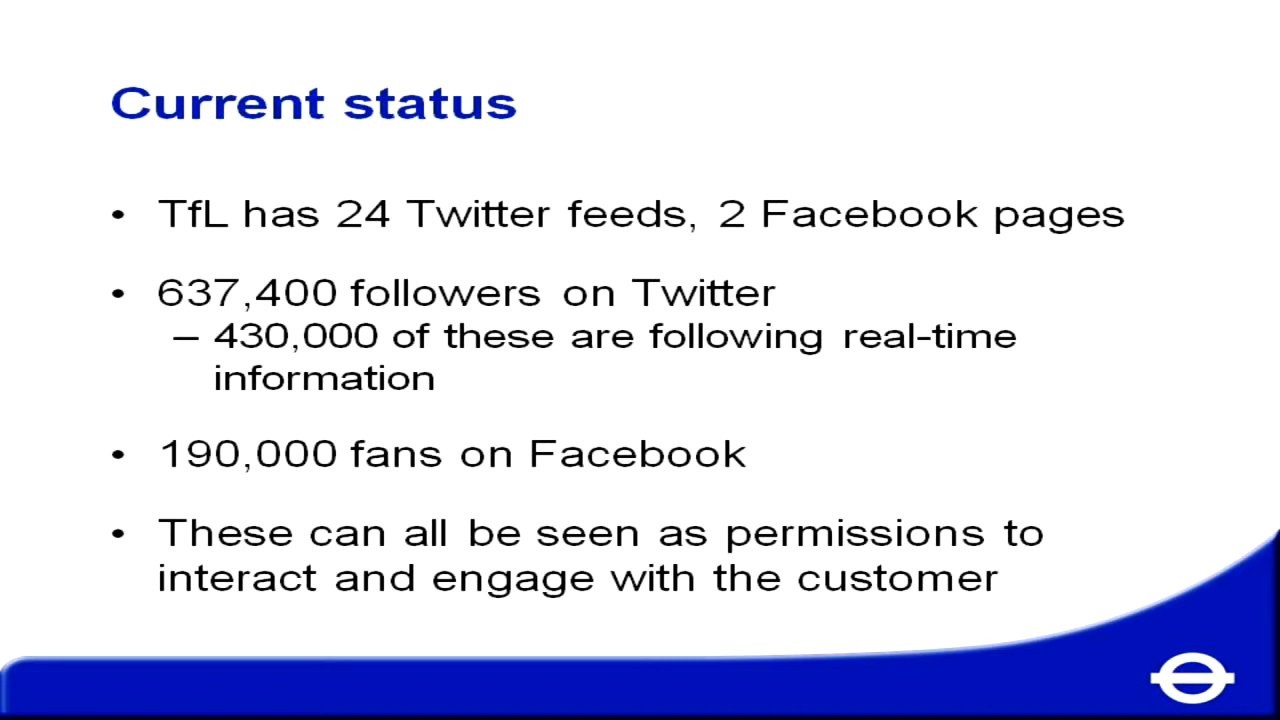 Current status
• TfL has 24 Twitter feeds, 2 Facebook pages
• 637,400 followers on Twitter
– 430,000 of these are following real-time
information
• 190,000 fans on Facebook
• These can all be seen as permissions to
interact and engage with the customer